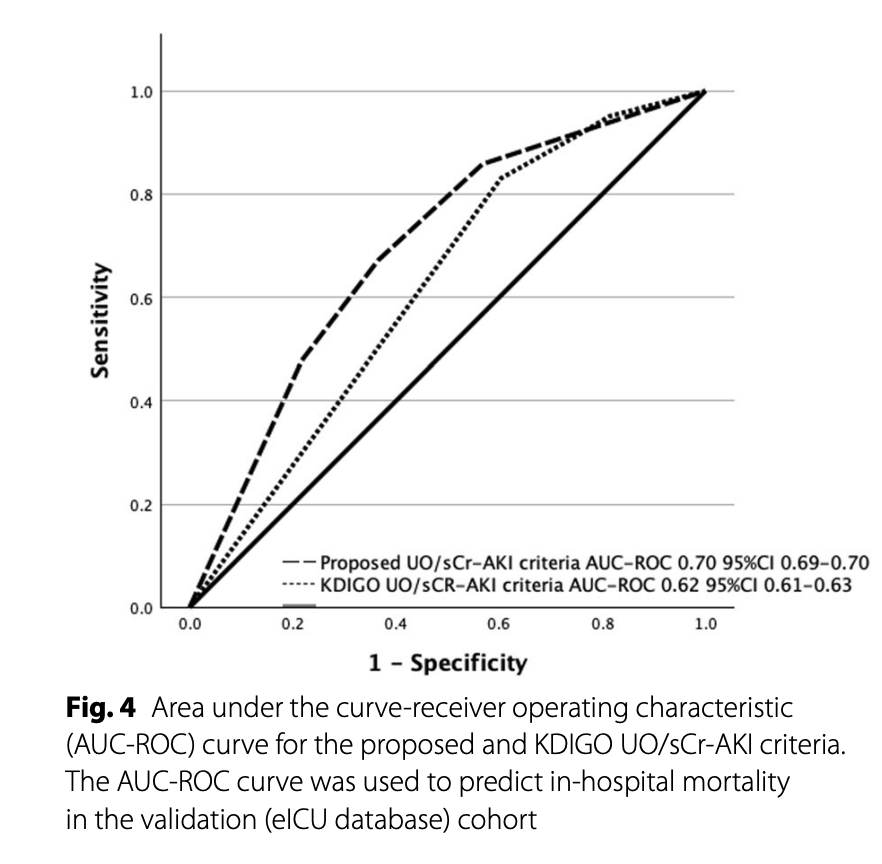 1.0
0.8
0.6
0.4
0.2
0.0
Sensitivity
Proposed UO/sCr-AKI criteria AUC-ROC 0.70 95%CI 0.69-0.70
KDIGO UO/sCR-AKI criteria AUC-ROC 0.62 95%CI 0.61-0.63
0.0 0.2 0.4 0.6 0.8 1.0
1 - Specificity
Fig. 4 Area under the curve-receiver operating characteristic
(AUC-ROC) curve for the proposed and KDIGO UO/sCr-AKI criteria.
The AUC-ROC curve was used to predict in-hospital mortality
in the validation (eICU database) cohort